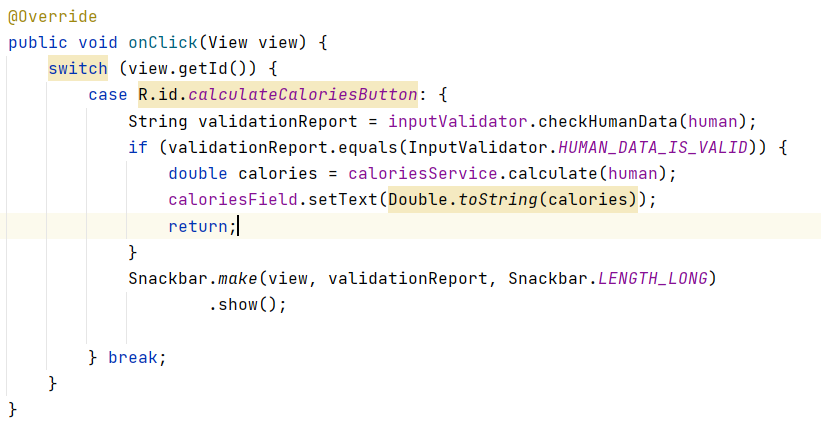 @Override
public void onClick(View view) {
    switch (view.getId()) {
        case R.id.calculateCaloriesButton: {
            String validationReport = inputValidator.checkHumanData(human);
            if (validationReport.equals(InputValidator.HUMAN_DATA_IS_VALID)) {
                double calories = caloriesService.calculate(human);
                caloriesField.setText(Double.toString(calories));
                return;
            }
            Snackbar.make(view, validationReport, Snackbar.LENGTH_LONG)
                    .show();
        } break;
    }
}